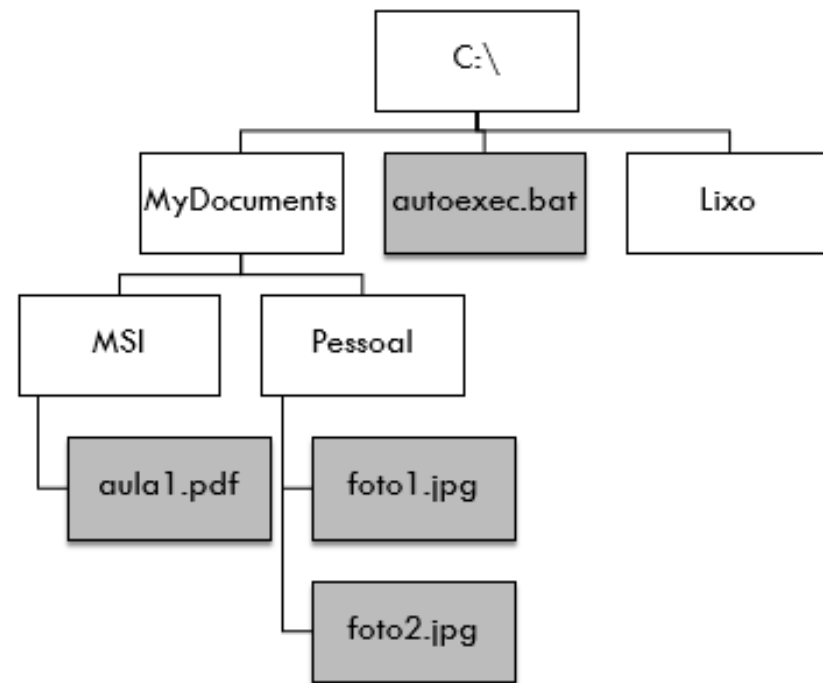 C:\
MyDocuments
autoexec.bat
Lixo
MSI
Pessoal
aula1.pdf
foto1.jpg
foto2.jpg